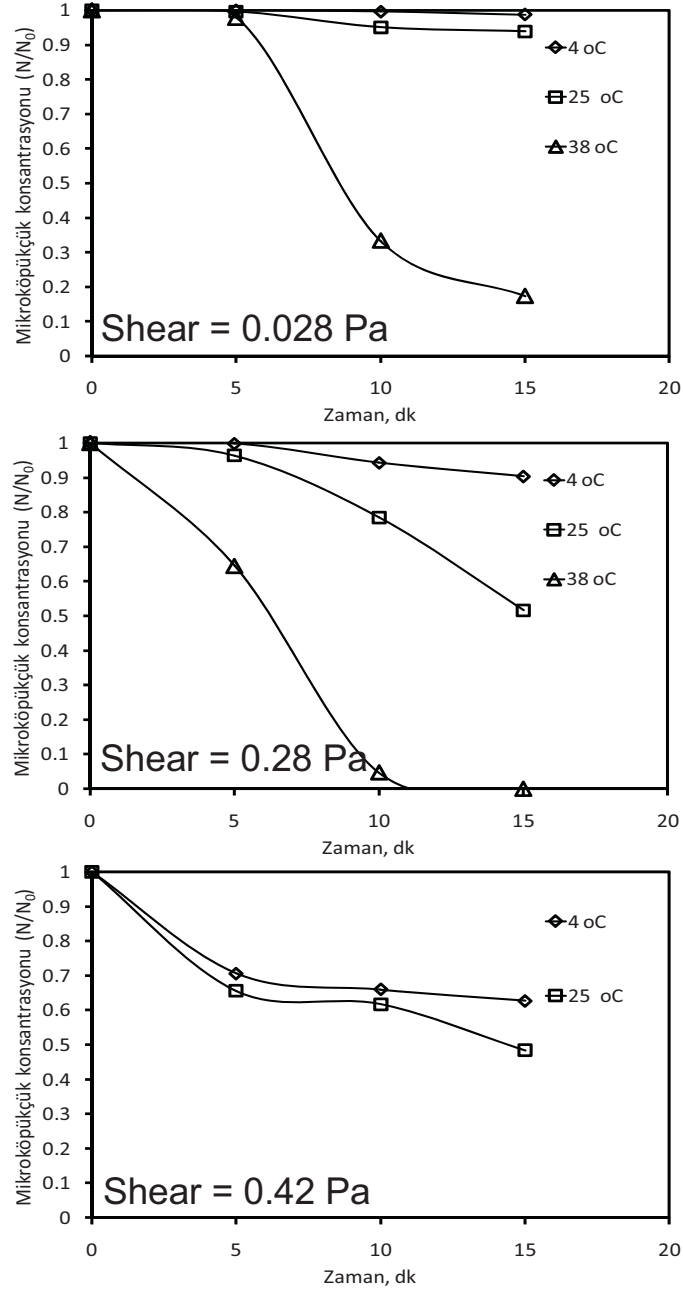 Mikroköpükçük konsantrasyonu (N/N₀)
1
0.9
0.8
0.7
0.6
0.5
0.4
0.3
0.2
0.1
0
4 oC
25 oC
38 oC
Shear = 0.028 Pa
0 5 10 15 20
Zaman, dk
Mikroköpükçük konsantrasyonu (N/N₀)
1
0.9
0.8
0.7
0.6
0.5
0.4
0.3
0.2
0.1
0
4 oC
25 oC
38 oC
Shear = 0.28 Pa
0 5 10 15 20
Zaman, dk
Mikroköpükçük konsantrasyonu (N/N₀)
1
0.9
0.8
0.7
0.6
0.5
0.4
0.3
0.2
0.1
0
4 oC
25 oC
Shear = 0.42 Pa
0 5 10 15 20
Zaman, dk